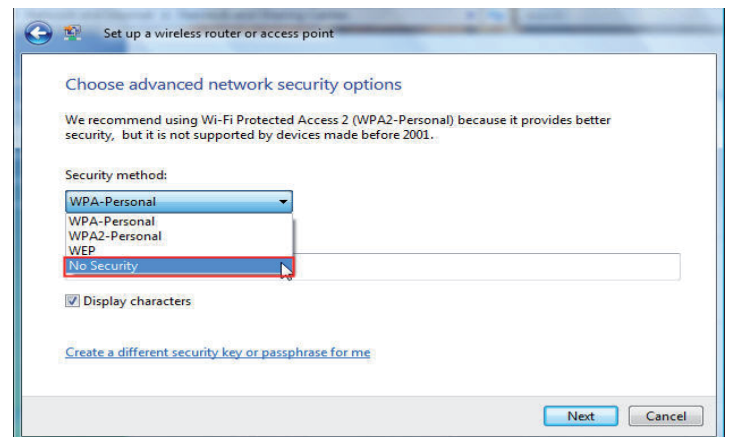 Set up a wireless router or access point
Choose advanced network security options
We recommend using Wi-Fi Protected Access 2 (WPA2-Personal) because it provides better
security, but it is not supported by devices made before 2001.
Security method:
WPA-Personal
WPA-Personal
WPA2-Personal
WEP
No Security
Display characters
Create a different security key or passphrase for me
Next Cancel